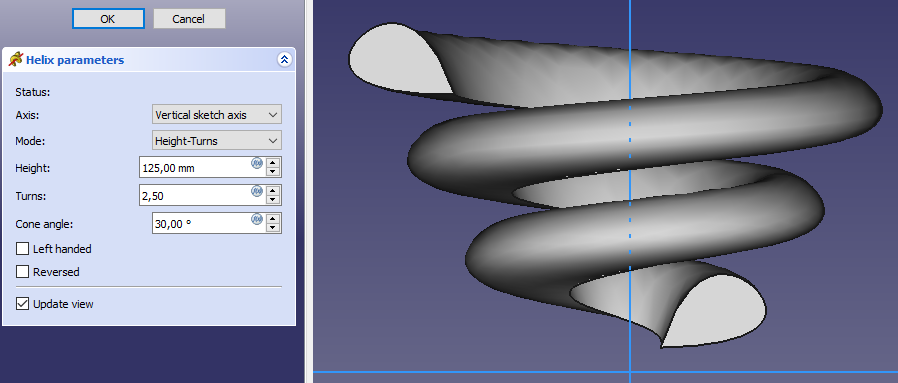 OK Cancel
Helix parameters
Status:
Axis: Vertical sketch axis
Mode: Height-Turns
Height: 125,00 mm
Turns: 2,50
Cone angle: 30,00 °
Left handed
Reversed
Update view